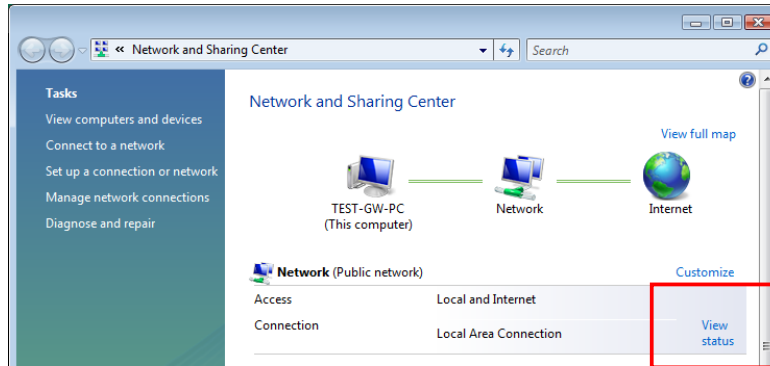 « Network and Sharing Center
Search
Tasks
View computers and devices
Connect to a network
Set up a connection or network
Manage network connections
Diagnose and repair
Network and Sharing Center
View full map
TEST-GW-PC
(This computer)
Network
Internet
Network (Public network)
Customize
Access
Local and Internet
Connection
Local Area Connection
View
status